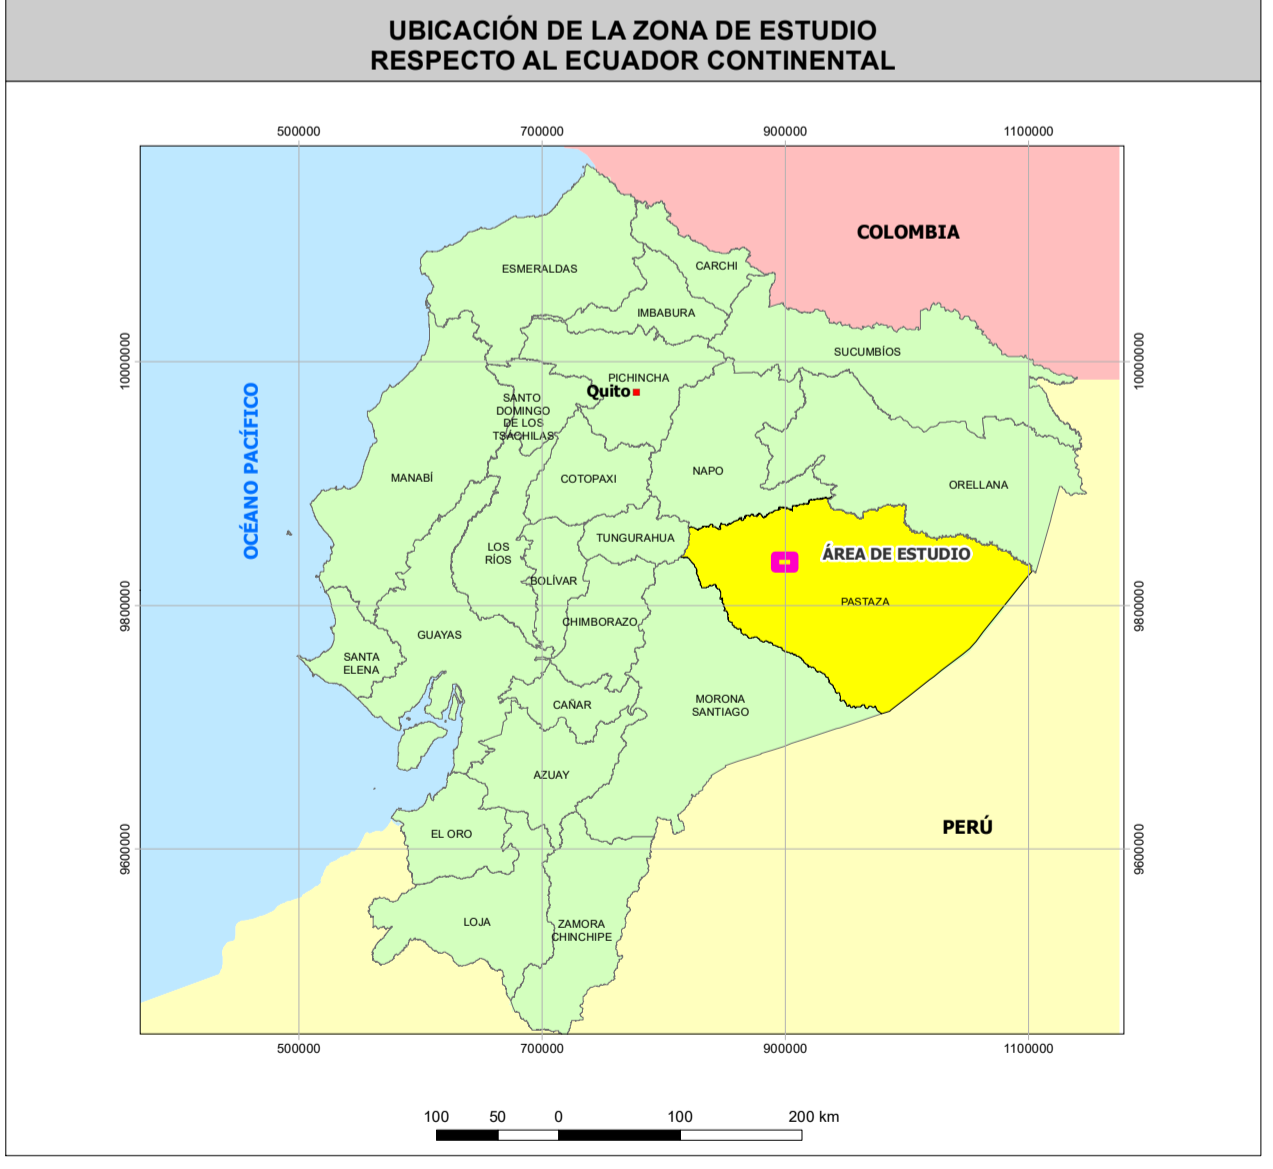 UBICACIÓN DE LA ZONA DE ESTUDIO
RESPECTO AL ECUADOR CONTINENTAL
500000
700000
900000
1100000
COLOMBIA
ESMERALDAS
CARCHI
IMBABURA
SUCUMBÍOS
10000000
10000000
PICHINCHA
Quito
SANTO
DOMINGO
DE LOS
TSÁCHILAS
OCÉANO PACÍFICO
MANABÍ
COTOPAXI
NAPO
ORELLANA
TUNGURAHUA
LOS
RÍOS
ÁREA DE ESTUDIO
BOLÍVAR
PASTAZA
9800000
9800000
CHIMBORAZO
GUAYAS
SANTA
ELENA
MORONA
SANTIAGO
CAÑAR
AZUAY
PERÚ
EL ORO
9600000
9600000
LOJA
ZAMORA
CHINCHIPE
500000
700000
900000
1100000
100
50
0
100
200 km